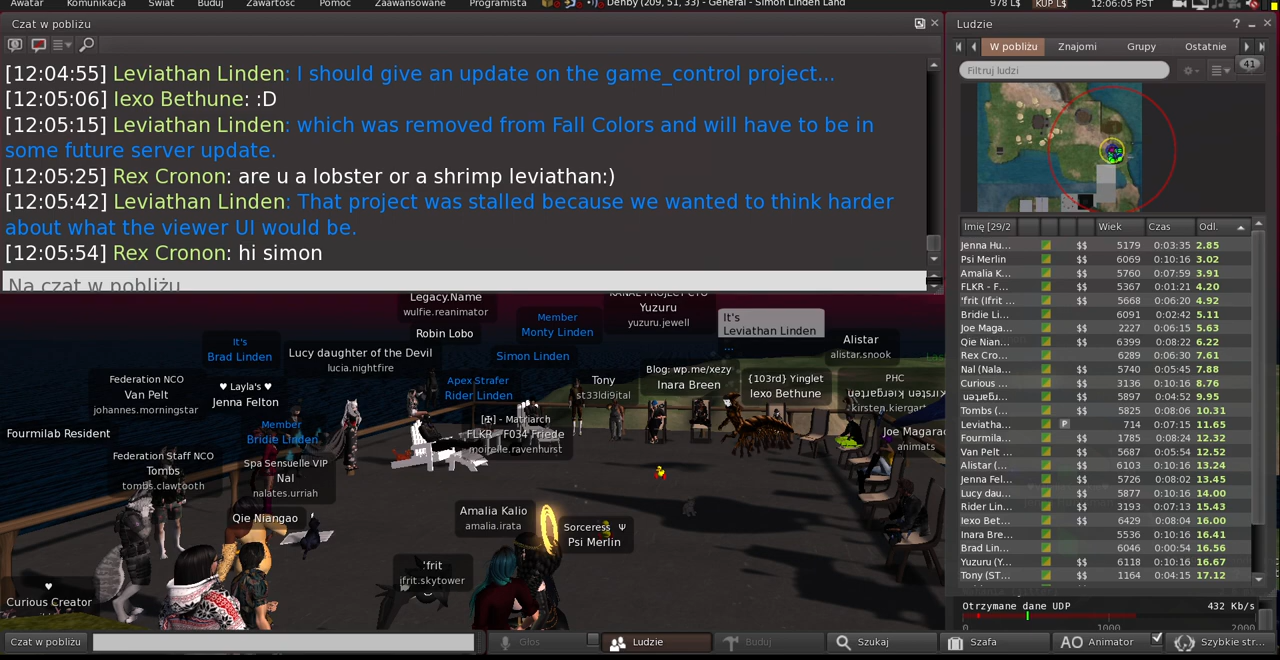 Awatar Komunikacja Świat Buduj Zawartość Pomoc Zaawansowane Programista Denby (209, 51, 33) - General - Simon Linden Land 978 L$ KUP L$ 12:06:05 PST
Czat w pobliżu
[12:04:55] Leviathan Linden: I should give an update on the game_control project...
[12:05:06] Iexo Bethune: :D
[12:05:15] Leviathan Linden: which was removed from Fall Colors and will have to be in
some future server update.
[12:05:25] Rex Cronon: are u a lobster or a shrimp leviathan:)
[12:05:42] Leviathan Linden: That project was stalled because we wanted to think harder
about what the viewer UI would be.
[12:05:54] Rex Cronon: hi simon
Na czat w pobliżu
Legacy.Name
wulfie.reanimator
Robin Lobo
Member
Monty Linden
Simon Linden
Yuzuru
yuzuru.jewell
It's
Leviathan Linden
...
Alistar
alistar.snook
It's
Brad Linden
Lucy daughter of the Devil
lucia.nightfire
Federation NCO
Van Pelt
johannes.morningstar
♥ Layla's ♥
Jenna Felton
Apex Strafer
Rider Linden
Tony
st33ldi9ital
Blog: wp.me/xezy
Inara Breen
{103rd} Yinglet
Iexo Bethune
PHC
Fourmilab Resident
Member
Bridie Linden
[✠] - Matriarch
FLKR - F034 Friede
moirelle.ravenhurst
Joe Magarac
animats
Federation Staff NCO
Tombs
tombs.clawtooth
Spa Sensuelle VIP
Nal
nalates.urriah
Qie Niangao
Amalia Kalio
amalia.irata
Sorceress Ψ
Psi Merlin
'frit
ifrit.skytower
♥
Curious Creator
Ludzie
W pobliżu Znajomi Grupy Ostatnie
Filtruj ludzi
41
Imię [29/2 Wiek Czas Odl.
Jenna Hu... $$ 5179 0:03:35 2.85
Psi Merlin $$ 6069 0:10:16 3.02
Amalia K... $$ 5760 0:07:59 3.91
FLKR - F... $$ 5367 0:01:21 4.20
'frit (Ifrit ... $$ 5668 0:06:20 4.92
Bridie Li... 6091 0:02:42 5.11
Joe Maga... $$ 2227 0:06:15 5.63
Qie Nian... $$ 6399 0:08:22 6.22
Rex Cro... 6289 0:06:30 7.61
Nal (Nala... $$ 5740 0:05:45 7.88
Curious ... $$ 3136 0:10:16 8.76
$$ 5897 0:04:52 9.95
Tombs (... $$ 5825 0:08:06 10.31
Leviatha... P 714 0:07:15 11.65
Fourmila... $$ 1785 0:08:24 12.32
Van Pelt ... $$ 5687 0:05:54 12.52
Alistar (... $$ 6103 0:10:16 13.24
Jenna Fel... $$ 5726 0:08:02 13.45
Lucy dau... $$ 5877 0:10:16 14.00
Rider Lin... $$ 3193 0:07:13 15.43
Iexo Bet... $$ 6429 0:08:04 16.00
Inara Bre... 5536 0:10:16 16.41
Brad Lin... 6046 0:00:54 16.56
Yuzuru (Y... $$ 6118 0:10:16 16.67
Tony (ST... $$ 1164 0:04:15 17.12
Otrzymane dane UDP 432 Kb/s
0 1000 2000
Czat w pobliżu Głos Ludzie Buduj Szukaj Szafa AO Animator Szybkie str...